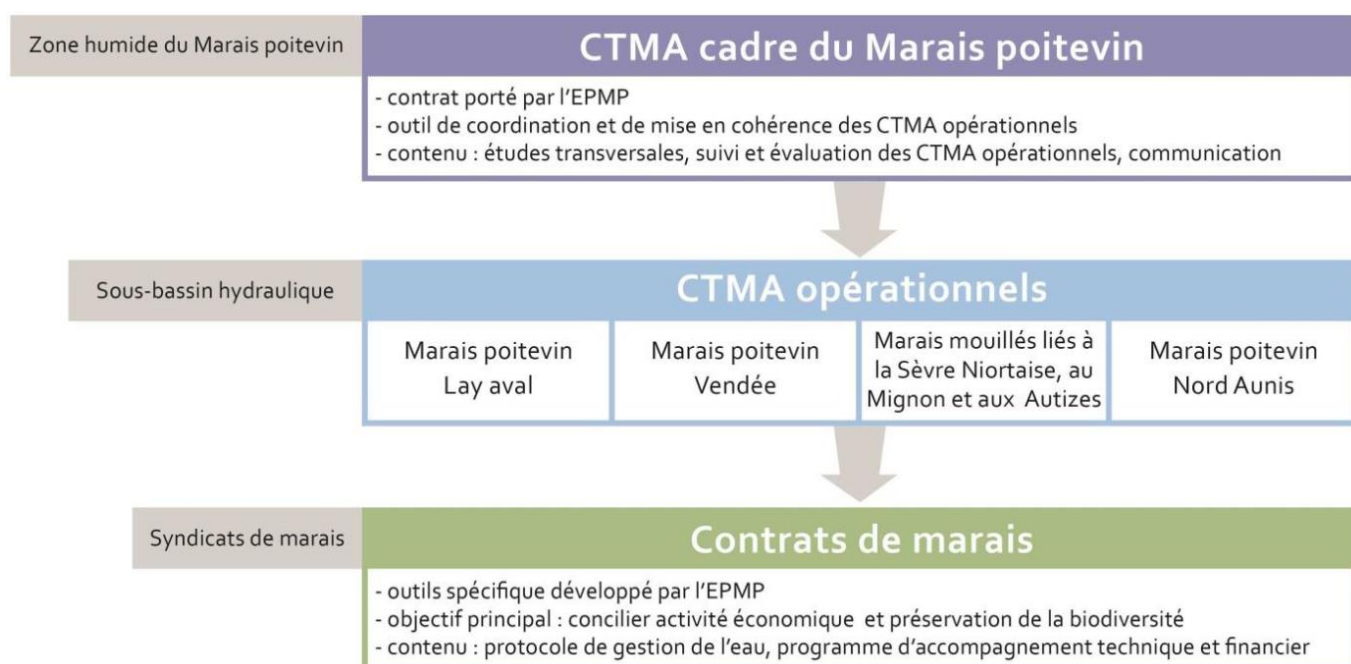 Zone humide du Marais poitevin
CTMA cadre du Marais poitevin
- contrat porté par l'EPMP
- outil de coordination et de mise en cohérence des CTMA opérationnels
- contenu : études transversales, suivi et évaluation des CTMA opérationnels, communication
Sous-bassin hydraulique
CTMA opérationnels
Marais poitevin
Lay aval
Marais poitevin
Vendée
Marais mouillés liés à
la Sèvre Niortaise, au
Mignon et aux Autizes
Marais poitevin
Nord Aunis
Syndicats de marais
Contrats de marais
- outils spécifique développé par l'EPMP
- objectif principal : concilier activité économique et préservation de la biodiversité
- contenu : protocole de gestion de l'eau, programme d'accompagnement technique et financier